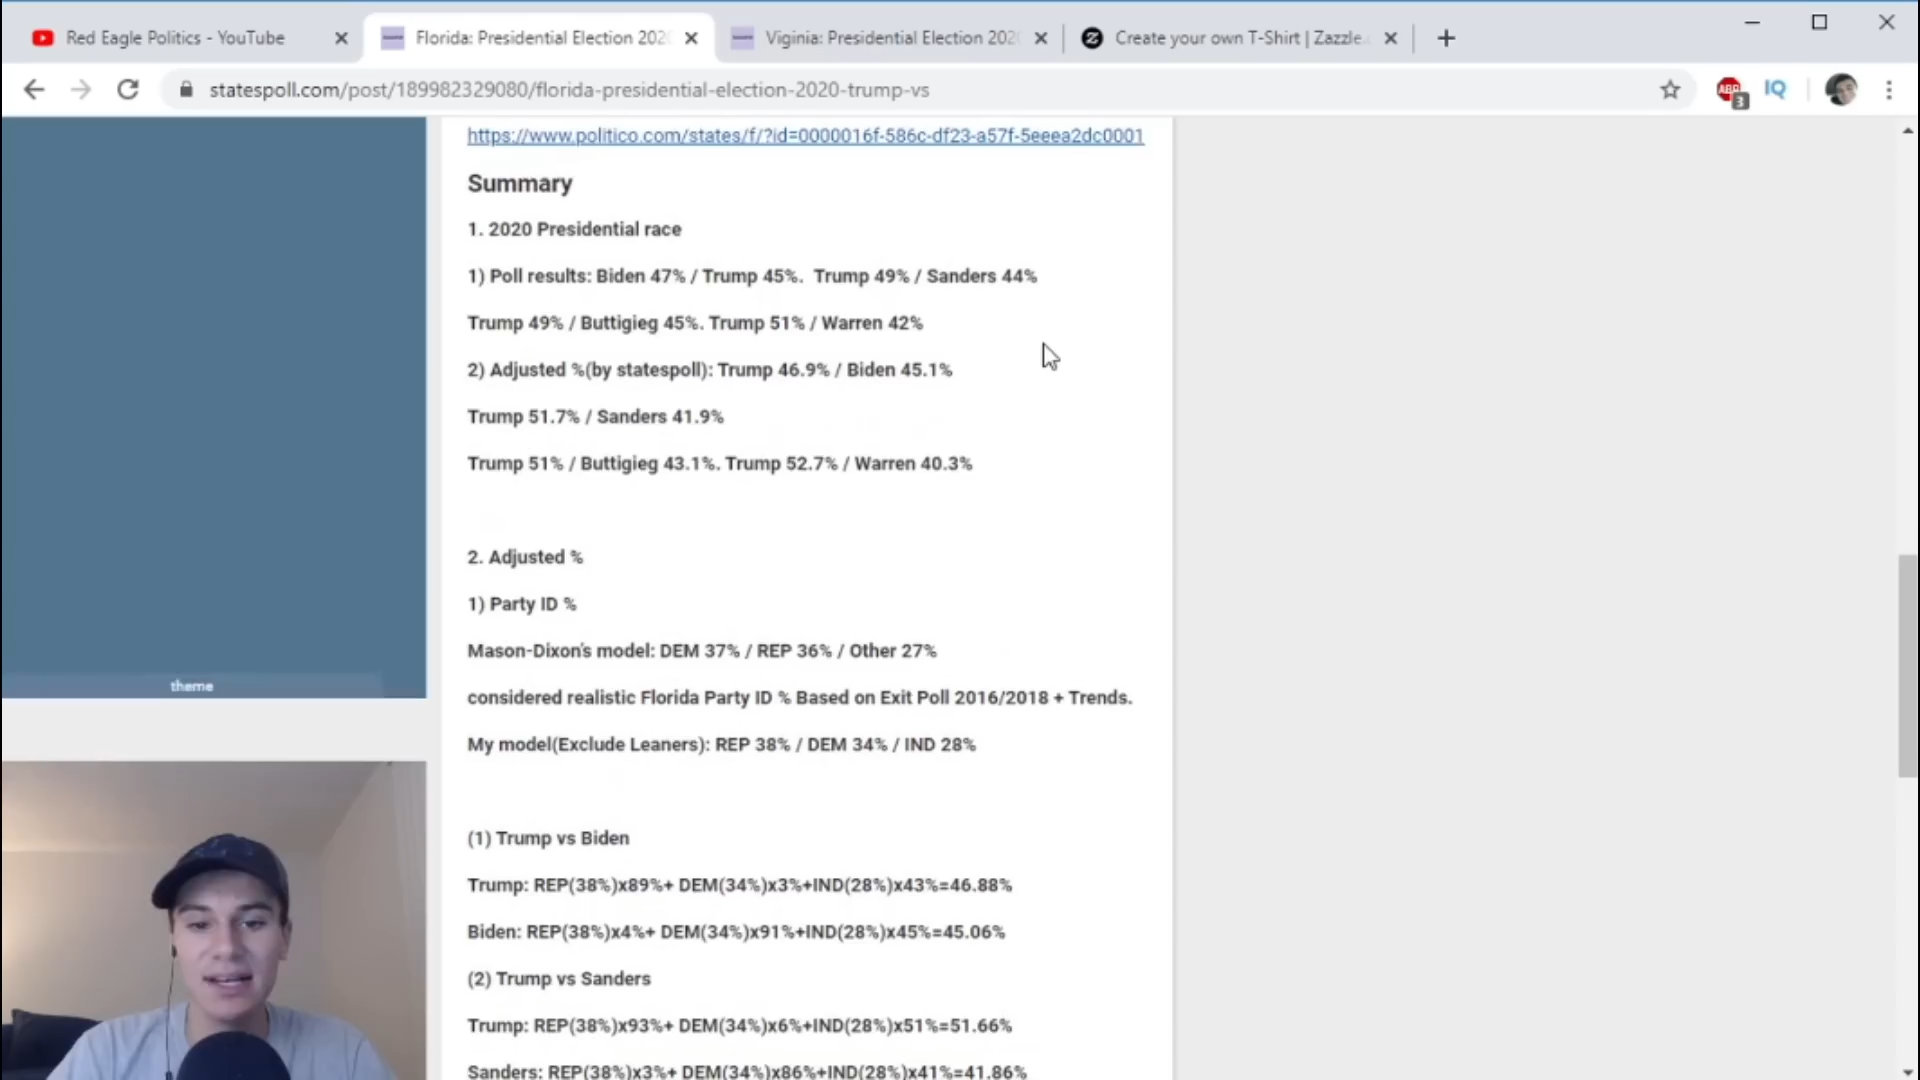 Red Eagle Politics - YouTube
Florida: Presidential Election 202
Viginia: Presidential Election 202
Create your own T-Shirt | Zazzle.
statespoll.com/post/189982329080/florida-presidential-election-2020-trump-vs
ABP
3
IQ
https://www.politico.com/states/f/?id=0000016f-586c-df23-a57f-5eeea2dc0001
Summary
1. 2020 Presidential race
1) Poll results: Biden 47% / Trump 45%. Trump 49% / Sanders 44%
Trump 49% / Buttigieg 45%. Trump 51% / Warren 42%
2) Adjusted %(by statespoll): Trump 46.9% / Biden 45.1%
Trump 51.7% / Sanders 41.9%
Trump 51% / Buttigieg 43.1%. Trump 52.7% / Warren 40.3%
2. Adjusted %
1) Party ID %
Mason-Dixon's model: DEM 37% / REP 36% / Other 27%
theme
considered realistic Florida Party ID % Based on Exit Poll 2016/2018 + Trends.
My model(Exclude Leaners): REP 38% / DEM 34% / IND 28%
(1) Trump vs Biden
Trump: REP(38%)x89%+ DEM(34%)x3%+IND(28%)x43%=46.88%
Biden: REP(38%)x4%+ DEM(34%)x91%+IND(28%)x45%=45.06%
(2) Trump vs Sanders
Trump: REP(38%)x93%+ DEM(34%)x6%+IND(28%)x51%=51.66%
Sanders: REP(38%)x3%+ DEM(34%)x86%+IND(28%)x41%=41.86%